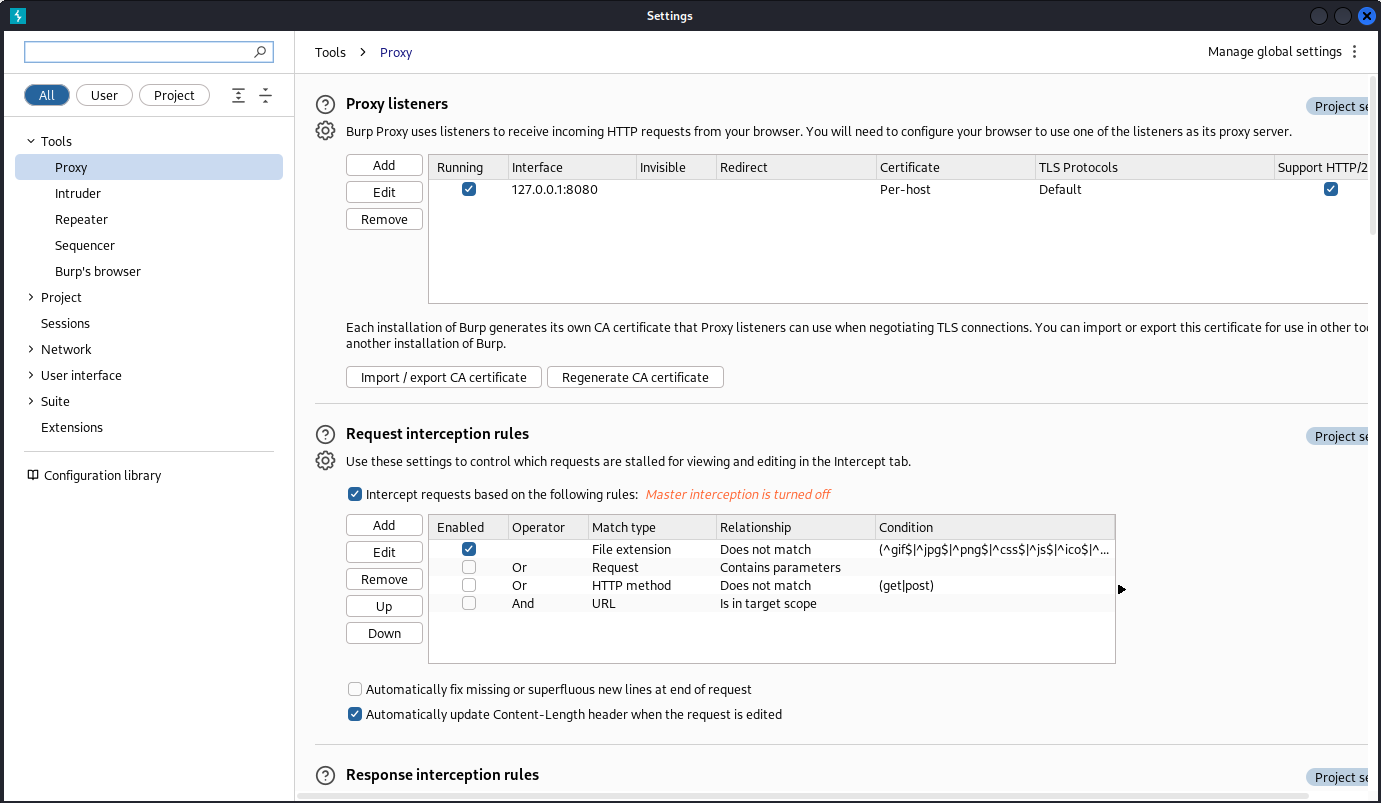 Settings
Tools > Proxy
Manage global settings
All
User
Project
Tools
Proxy
Intruder
Repeater
Sequencer
Burp's browser
Project
Sessions
Network
User interface
Suite
Extensions
Configuration library
Proxy listeners
Project se
Burp Proxy uses listeners to receive incoming HTTP requests from your browser. You will need to configure your browser to use one of the listeners as its proxy server.
Add
Edit
Remove
Running Interface Invisible Redirect Certificate TLS Protocols Support HTTP/2
127.0.0.1:8080 Per-host Default
Each installation of Burp generates its own CA certificate that Proxy listeners can use when negotiating TLS connections. You can import or export this certificate for use in other too
another installation of Burp.
Import / export CA certificate
Regenerate CA certificate
Request interception rules
Project se
Use these settings to control which requests are stalled for viewing and editing in the Intercept tab.
Intercept requests based on the following rules: Master interception is turned off
Add
Edit
Remove
Up
Down
Enabled Operator Match type Relationship Condition
File extension Does not match (^gif$|^jpg$|^png$|^css$|^js$|^ico$|^...
Or Request Contains parameters
Or HTTP method Does not match (get|post)
And URL Is in target scope
Automatically fix missing or superfluous new lines at end of request
Automatically update Content-Length header when the request is edited
Response interception rules
Project se